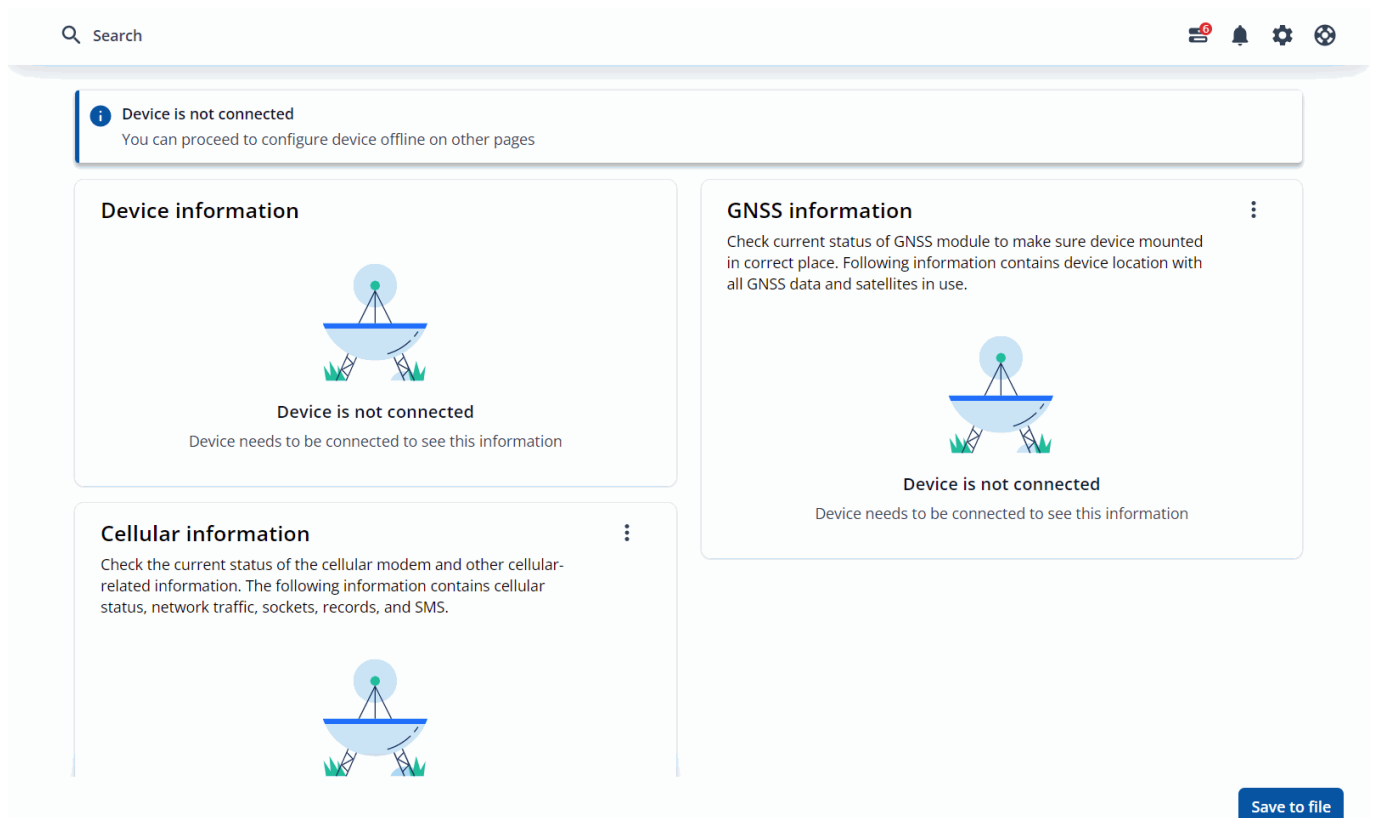 Search
6
Device is not connected
You can proceed to configure device offline on other pages
Device information
Device is not connected
Device needs to be connected to see this information
GNSS information
Check current status of GNSS module to make sure device mounted
in correct place. Following information contains device location with
all GNSS data and satellites in use.
Device is not connected
Device needs to be connected to see this information
Cellular information
Check the current status of the cellular modem and other cellular-
related information. The following information contains cellular
status, network traffic, sockets, records, and SMS.
Save to file